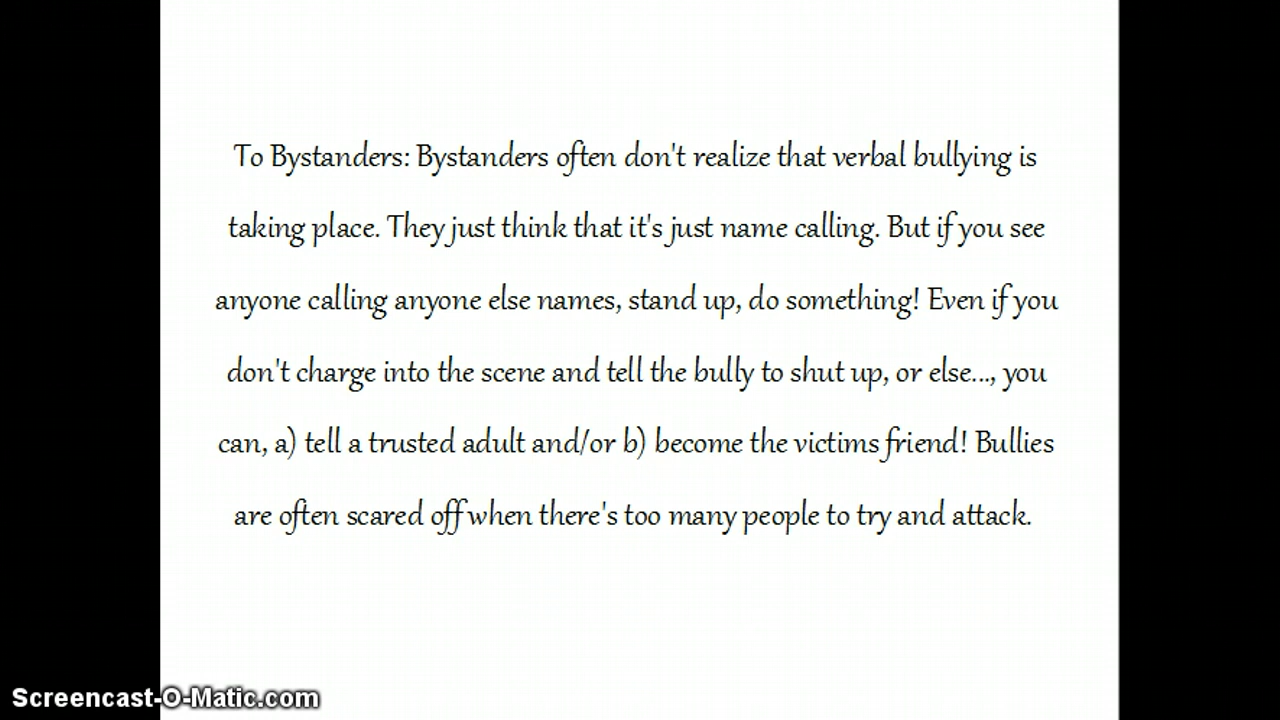 To Bystanders: Bystanders often don't realize that verbal bullying is
taking place. They just think that it's just name calling. But if you see
anyone calling anyone else names, stand up, do something! Even if you
don't charge into the scene and tell the bully to shut up, or else..., you
can, a) tell a trusted adult and/or b) become the victims friend! Bullies
are often scared off when there's too many people to try and attack.
Screencast-O-Matic.com